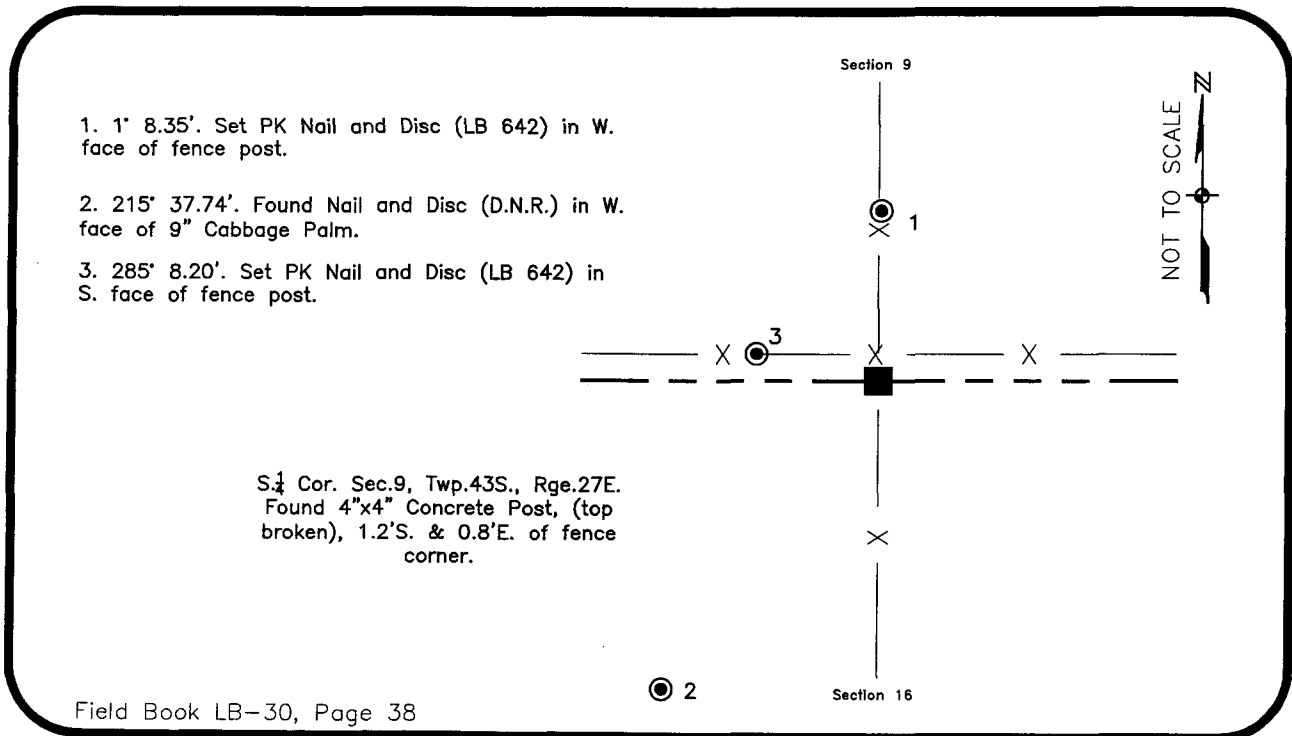 Section 9
1. 1° 8.35'. Set PK Nail and Disc (LB 642) in W.
face of fence post.
2. 215° 37.74'. Found Nail and Disc (D.N.R.) in W.
face of 9" Cabbage Palm.
3. 285° 8.20'. Set PK Nail and Disc (LB 642) in
S. face of fence post.
N
NOT TO SCALE
1
X
3
X
X
X
S.¼ Cor. Sec.9, Twp.43S., Rge.27E.
Found 4"x4" Concrete Post, (top
broken), 1.2'S. & 0.8'E. of fence
corner.
X
2
Section 16
Field Book LB-30, Page 38